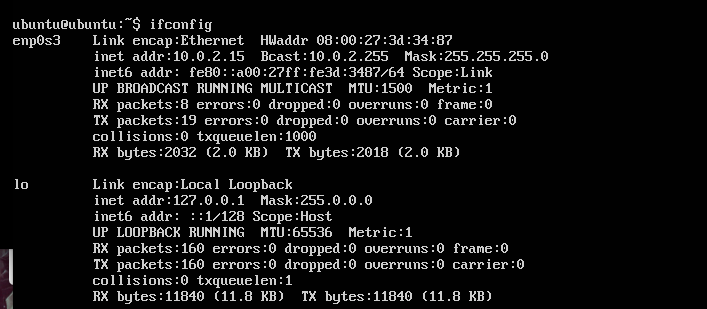 ubuntu@ubuntu:~$ ifconfig
enp0s3    Link encap:Ethernet  HWaddr 08:00:27:3d:34:87
          inet addr:10.0.2.15  Bcast:10.0.2.255  Mask:255.255.255.0
          inet6 addr: fe80::a00:27ff:fe3d:3487/64 Scope:Link
          UP BROADCAST RUNNING MULTICAST  MTU:1500  Metric:1
          RX packets:8 errors:0 dropped:0 overruns:0 frame:0
          TX packets:19 errors:0 dropped:0 overruns:0 carrier:0
          collisions:0 txqueuelen:1000
          RX bytes:2032 (2.0 KB)  TX bytes:2018 (2.0 KB)
lo        Link encap:Local Loopback
          inet addr:127.0.0.1  Mask:255.0.0.0
          inet6 addr: ::1/128 Scope:Host
          UP LOOPBACK RUNNING  MTU:65536  Metric:1
          RX packets:160 errors:0 dropped:0 overruns:0 frame:0
          TX packets:160 errors:0 dropped:0 overruns:0 carrier:0
          collisions:0 txqueuelen:1
          RX bytes:11840 (11.8 KB)  TX bytes:11840 (11.8 KB)